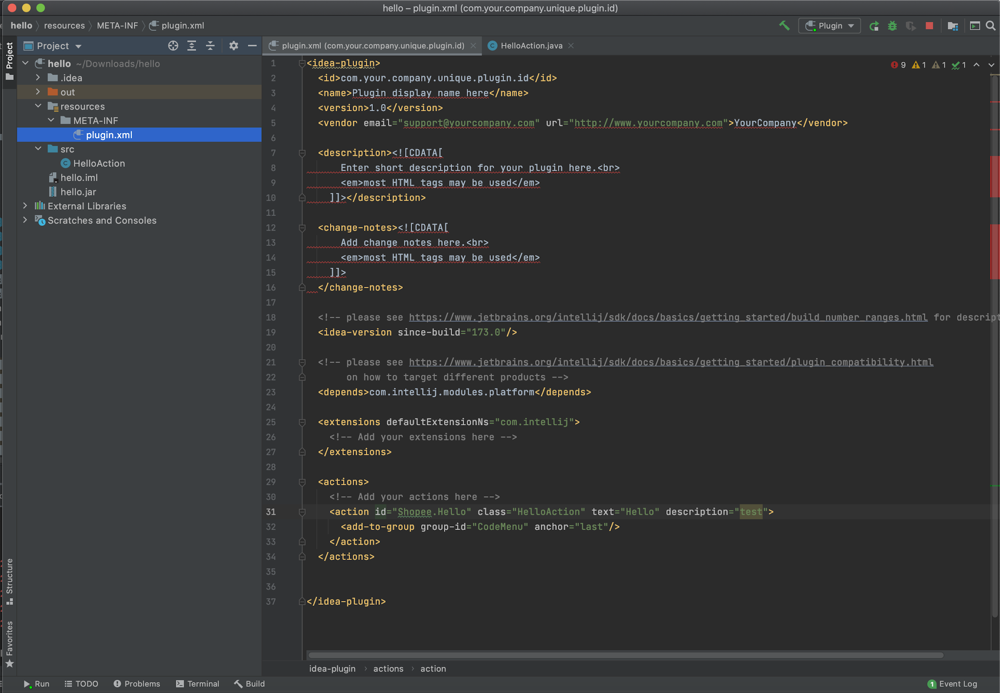 hello – plugin.xml (com.your.company.unique.plugin.id)
hello resources META-INF plugin.xml
Plugin
Project
Project
plugin.xml (com.your.company.unique.plugin.id)
HelloAction.java
hello ~/Downloads/hello
.idea
out
resources
META-INF
plugin.xml
src
HelloAction
hello.iml
hello.jar
External Libraries
Scratches and Consoles
Structure
Favorites
9 1 1 1
1 <idea-plugin>
2 <id>com.your.company.unique.plugin.id</id>
3 <name>Plugin display name here</name>
4 <version>1.0</version>
5 <vendor email="support@yourcompany.com" url="http://www.yourcompany.com">YourCompany</vendor>
6
7 <description><![CDATA[
8 Enter short description for your plugin here.<br>
9 <em>most HTML tags may be used</em>
10 ]]></description>
11
12 <change-notes><![CDATA[
13 Add change notes here.<br>
14 <em>most HTML tags may be used</em>
15 ]]>
16 </change-notes>
17
18 <!-- please see https://www.jetbrains.org/intellij/sdk/docs/basics/getting_started/build_number_ranges.html for descript
19 <idea-version since-build="173.0"/>
20
21 <!-- please see https://www.jetbrains.org/intellij/sdk/docs/basics/getting_started/plugin_compatibility.html
22 on how to target different products -->
23 <depends>com.intellij.modules.platform</depends>
24
25 <extensions defaultExtensionNs="com.intellij">
26 <!-- Add your extensions here -->
27 </extensions>
28
29 <actions>
30 <!-- Add your actions here -->
31 <action id="Shopee.Hello" class="HelloAction" text="Hello" description="test">
32 <add-to-group group-id="CodeMenu" anchor="last"/>
33 </action>
34 </actions>
35
36
37 </idea-plugin>
idea-plugin › actions › action
Run TODO Problems Terminal Build
1 Event Log